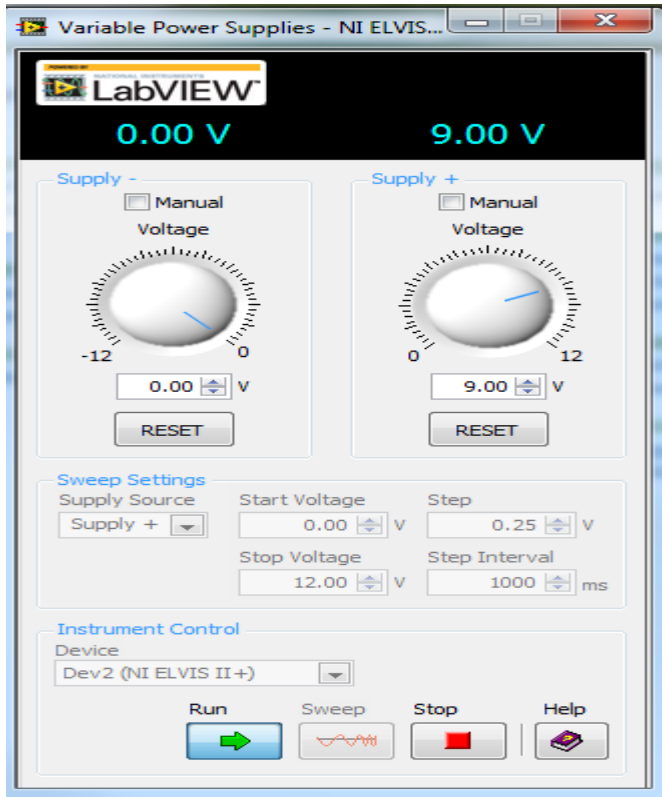 Variable Power Supplies - NI ELVIS...
POWERED BY
NATIONAL INSTRUMENTS
LabVIEW™
0.00 V 9.00 V
Supply - Supply +
Manual Manual
Voltage Voltage
-12 0 0 12
0.00 V 9.00 V
RESET RESET
Sweep Settings
Supply Source Start Voltage Step
Supply + 0.00 V 0.25 V
Stop Voltage Step Interval
12.00 V 1000 ms
Instrument Control
Device
Dev2 (NI ELVIS II+)
Run Sweep Stop Help